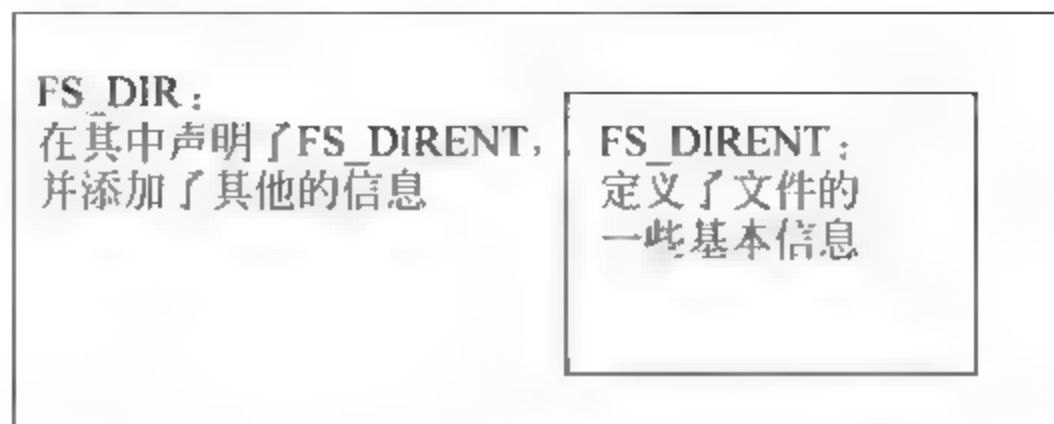 FS_DIR:
在其中声明了FS_DIRENT,
并添加了其他的信息
FS_DIRENT:
定义了文件的
一些基本信息